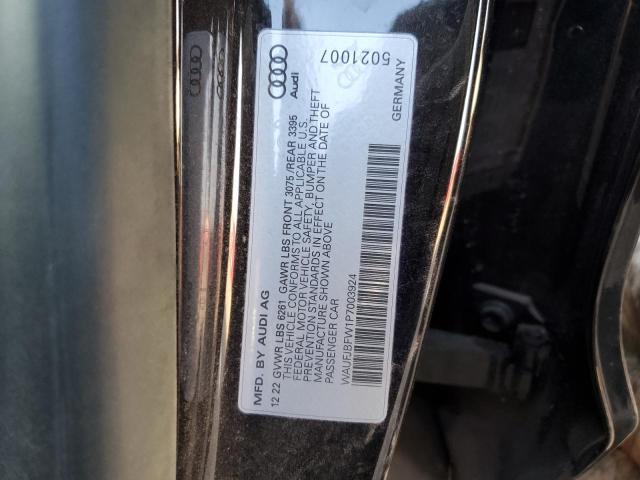 MFD. BY AUDI AG
Audi
12 22 GVWR LBS 6261 GAWR LBS FRONT 3075 /REAR 3395
THIS VEHICLE CONFORMS TO ALL APPLICABLE U.S.
FEDERAL MOTOR VEHICLE SAFETY, BUMPER AND THEFT
PREVENTION STANDARDS IN EFFECT ON THE DATE OF
MANUFACTURE SHOWN ABOVE
PASSENGER CAR
WAUFJBFW1P7003924
GERMANY
5021007